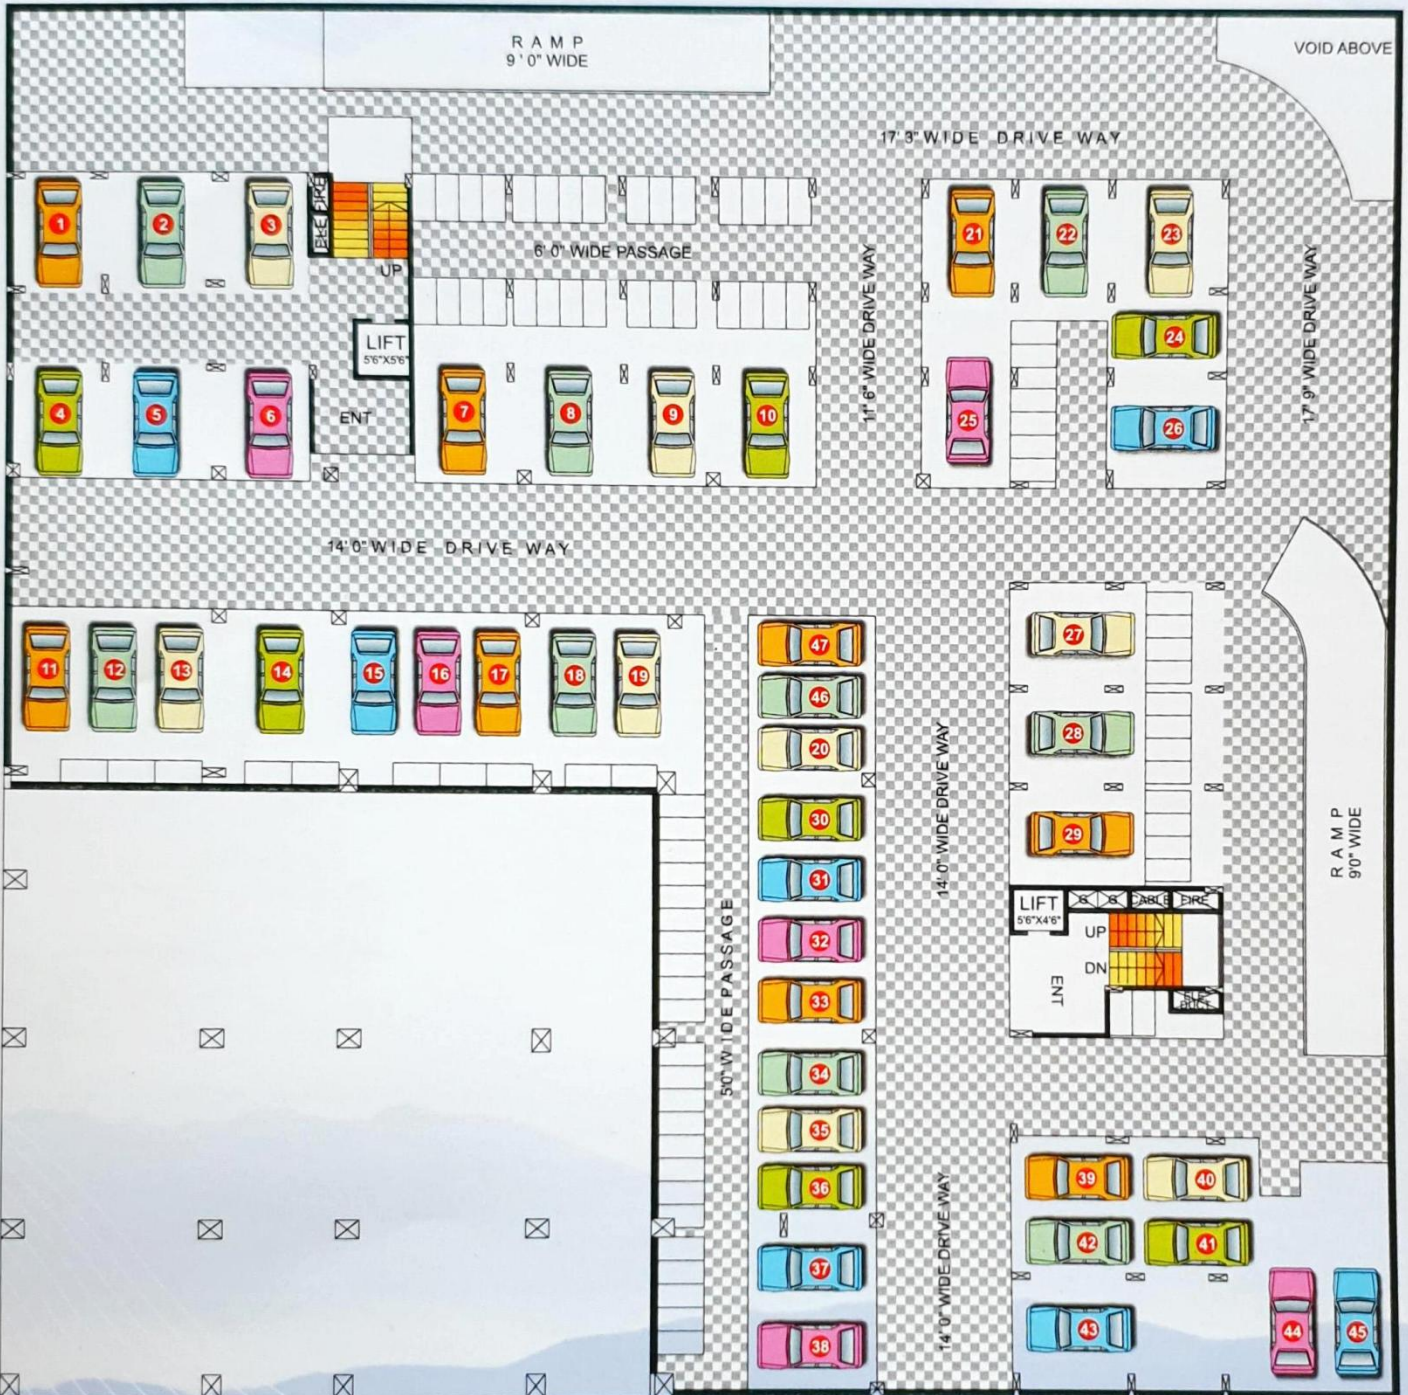 RAMP
9'0" WIDE
VOID ABOVE
17'3" WIDE DRIVE WAY
1
2
3
ELE
FIRE
UP
6'0" WIDE PASSAGE
11'6" WIDE DRIVE WAY
21
22
23
17'9" WIDE DRIVE WAY
LIFT
5'6"X5'6"
24
4
5
6
ENT
7
8
9
10
25
26
14'0" WIDE DRIVE WAY
11
12
13
14
15
16
17
18
19
47
46
20
30
31
32
33
34
35
36
37
38
5'0" WIDE PASSAGE
14'0" WIDE DRIVE WAY
27
28
29
RAMP
9'0" WIDE
LIFT
5'6"X4'6"
G
G
CABLE
FIRE
UP
DN
ENT
ELE
DUCT
14'0" WIDE DRIVE WAY
39
40
42
41
43
44
45